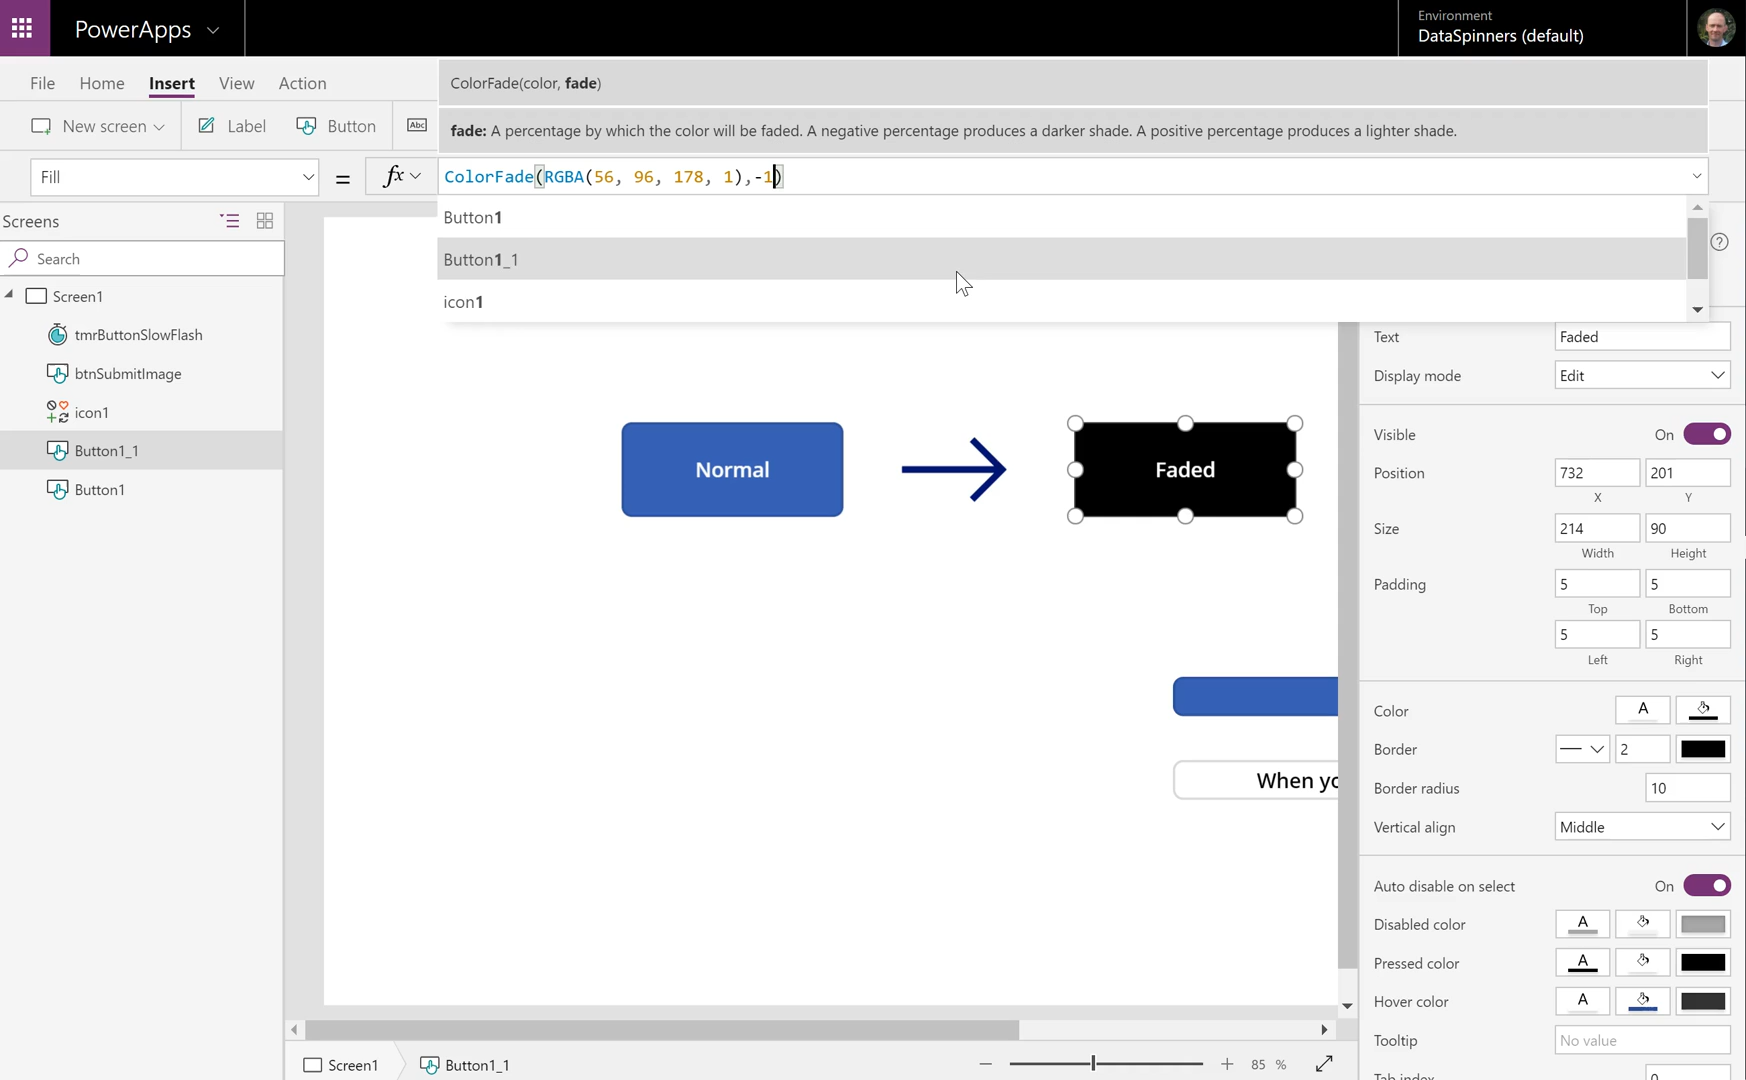 PowerApps
Environment
DataSpinners (default)
File Home Insert View Action
ColorFade(color, fade)
New screen Label Button Abc
fade: A percentage by which the color will be faded. A negative percentage produces a darker shade. A positive percentage produces a lighter shade.
Fill = fx ColorFade(RGBA(56, 96, 178, 1),-1)
Button1
Button1_1
icon1
Screens
Search
Screen1
tmrButtonSlowFlash
btnSubmitImage
icon1
Button1_1
Button1
Normal
Faded
When yo
Text Faded
Display mode Edit
Visible On
Position 732 201
X Y
Size 214 90
Width Height
Padding 5 5
Top Bottom
5 5
Left Right
Color A
Border 2
Border radius 10
Vertical align Middle
Auto disable on select On
Disabled color A
Pressed color A
Hover color A
Tooltip No value
Tab index 0
Screen1 Button1_1 85 %